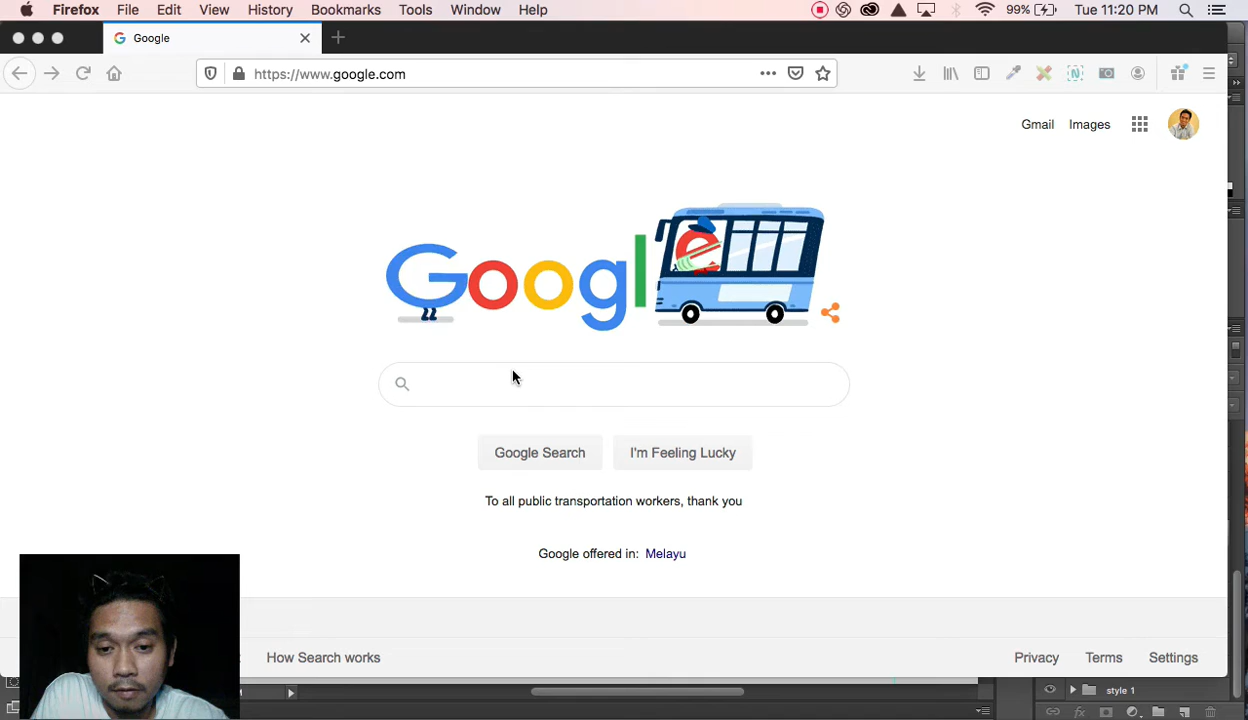 Firefox File Edit View History Bookmarks Tools Window Help 99% Tue 11:20 PM
Google
https://www.google.com
Gmail Images
Google
Google Search I'm Feeling Lucky
To all public transportation workers, thank you
Google offered in: Melayu
How Search works Privacy Terms Settings
style 1